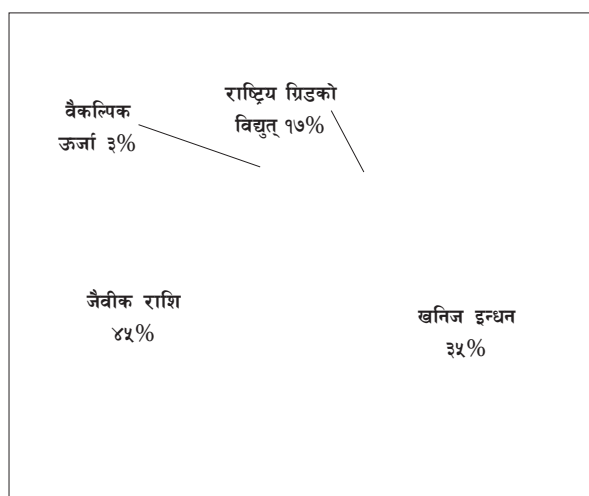 वैकल्पिक
ऊर्जा ३%
राष्ट्रिय ग्रिडको
विद्युत् १७%
जैवीक राशि
४५%
खनिज इन्धन
३५%